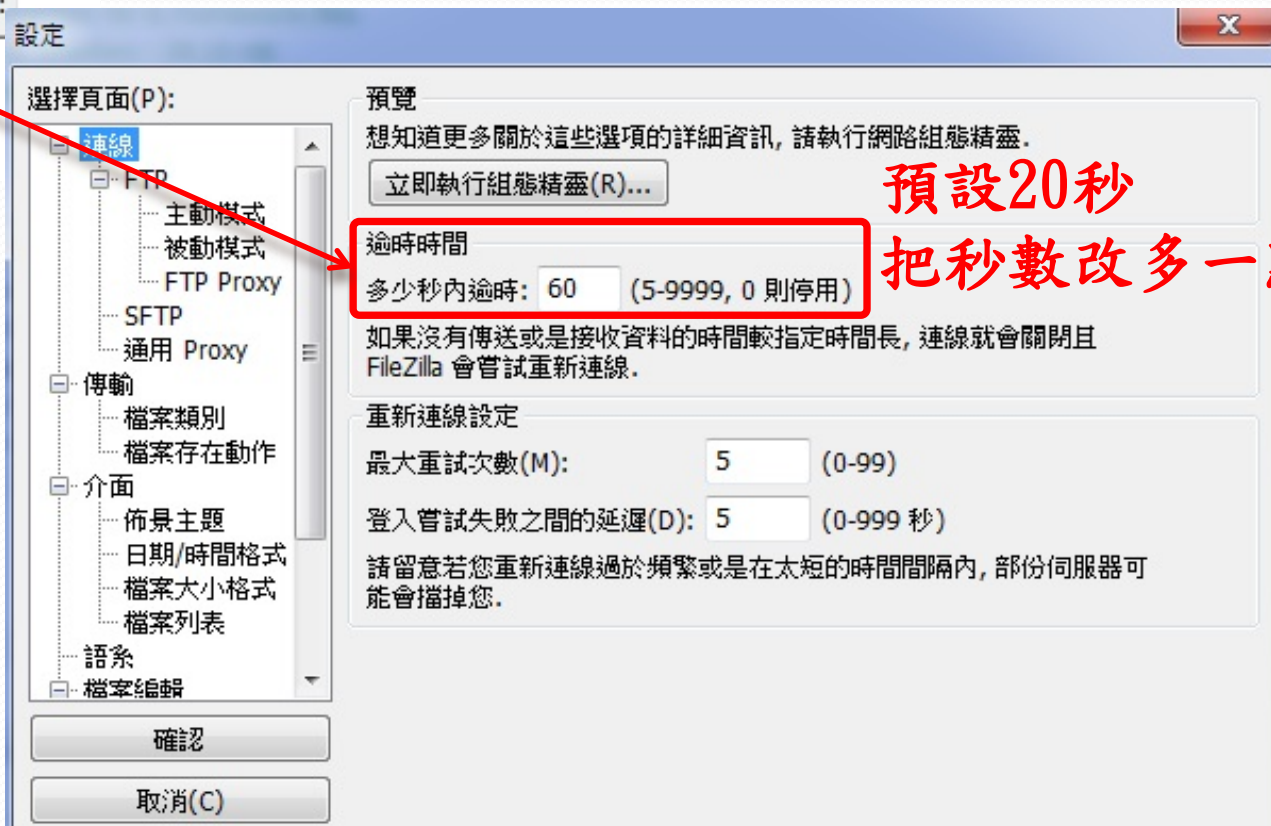 設定
選擇頁面(P):
連線
FTP
主動模式
被動模式
FTP Proxy
SFTP
通用 Proxy
傳輸
檔案類別
檔案存在動作
介面
佈景主題
日期/時間格式
檔案大小格式
檔案列表
語系
檔案編輯
確認
取消(C)
預覽
想知道更多關於這些選項的詳細資訊, 請執行網路組態精靈.
立即執行組態精靈(R)...
預設20秒
把秒數改多一
逾時時間
多少秒內逾時: 60 (5-9999, 0 則停用)
如果沒有傳送或是接收資料的時間較指定時間長, 連線就會關閉且
FileZilla 會嘗試重新連線.
重新連線設定
最大重試次數(M): 5 (0-99)
登入嘗試失敗之間的延遲(D): 5 (0-999 秒)
請留意若您重新連線過於頻繁或是在太短的時間間隔內, 部份伺服器可
能會擋掉您.